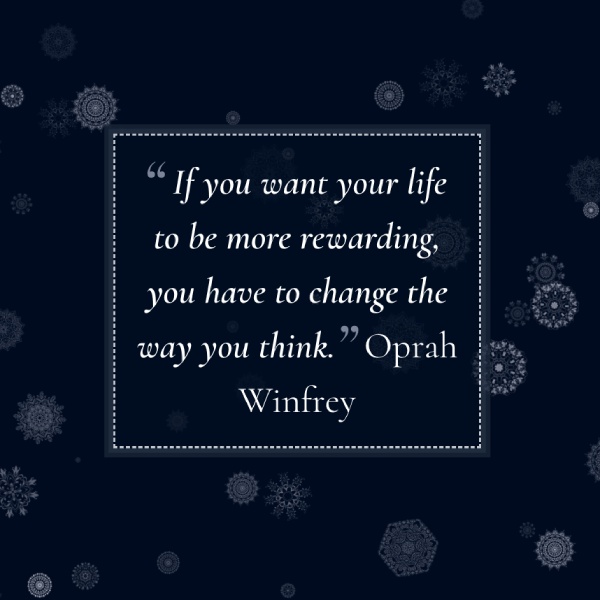 “ If you want your life
to be more rewarding,
you have to change the
way you think.” Oprah
Winfrey